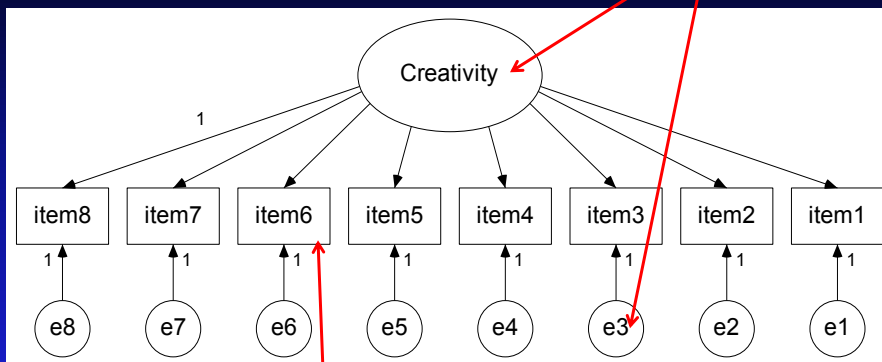 Creativity
1
item8 item7 item6 item5 item4 item3 item2 item1
1 1 1 1 1 1 1 1
e8 e7 e6 e5 e4 e3 e2 e1